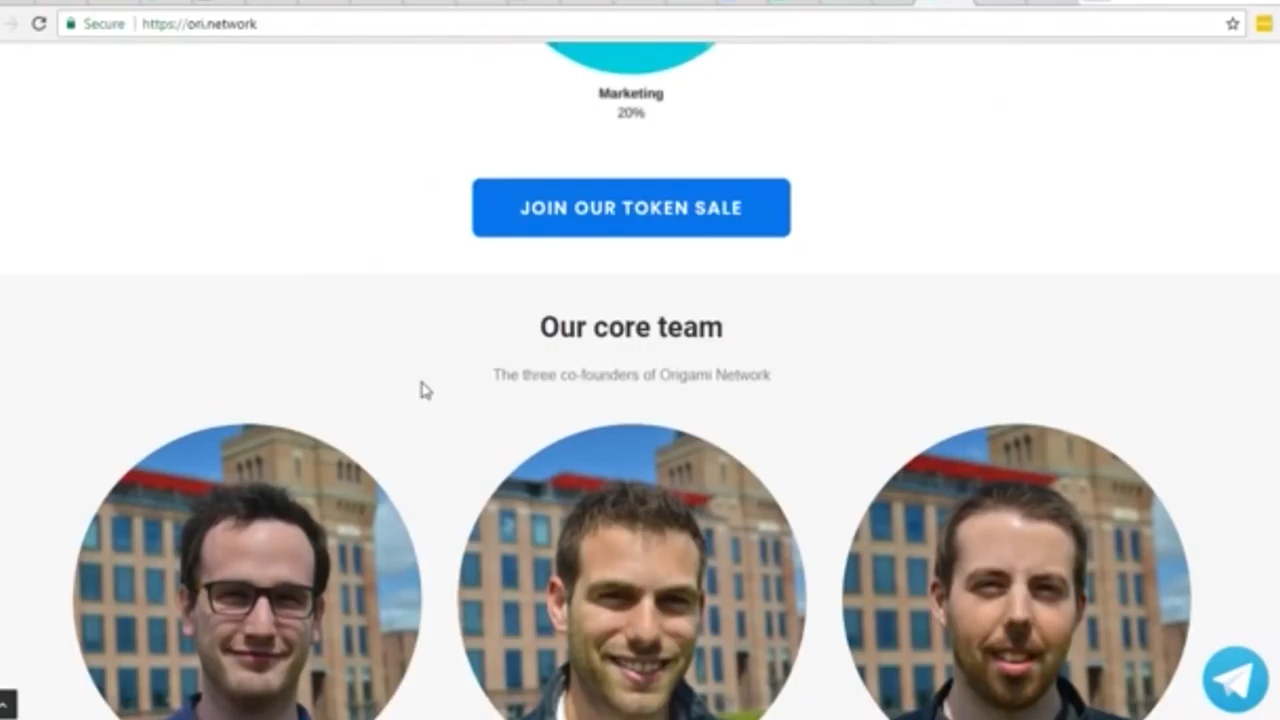 Secure | https://ori.network
Marketing
20%
JOIN OUR TOKEN SALE
Our core team
The three co-founders of Origami Network